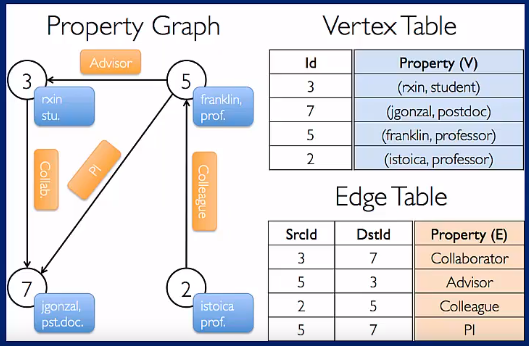 Property Graph
Advisor
3
5
rxin
stu.
franklin,
prof.
Collab.
PI
Colleague
7
2
jgonzal,
pst.doc.
istoica
prof.
Vertex Table
Id Property (V)
3 (rxin, student)
7 (jgonzal, postdoc)
5 (franklin, professor)
2 (istoica, professor)
Edge Table
SrcId DstId Property (E)
3 7 Collaborator
5 3 Advisor
2 5 Colleague
5 7 PI